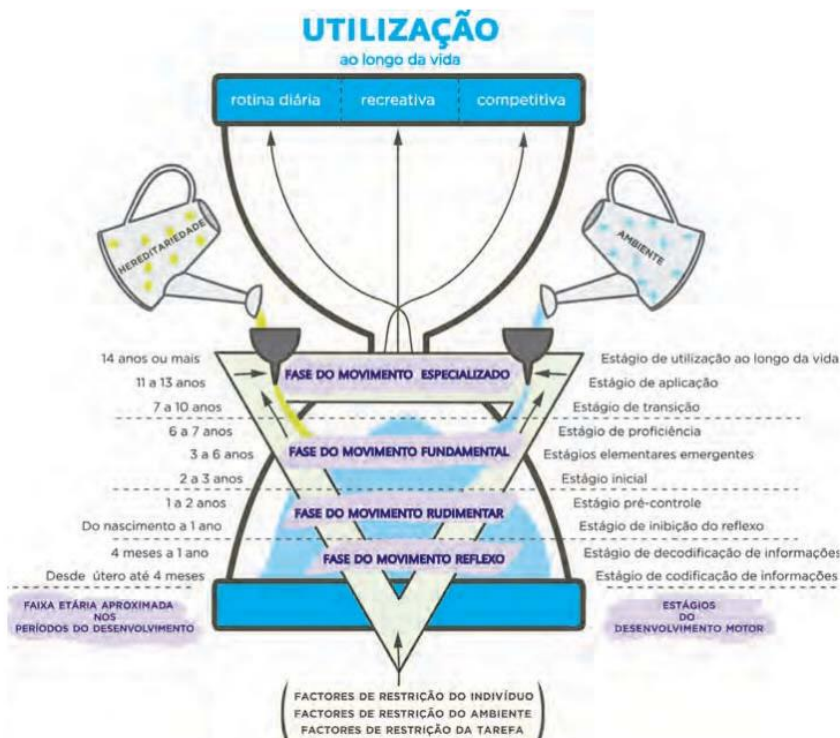 UTILIZAÇÃO
ao longo da vida
rotina diária recreativa competitiva
HEREDITARIEDADE
AMBIENTE
14 anos ou mais
11 a 13 anos
7 a 10 anos
6 a 7 anos
3 a 6 anos
2 a 3 anos
1 a 2 anos
Do nascimento a 1 ano
4 meses a 1 ano
Desde útero até 4 meses
FAIXA ETÁRIA APROXIMADA
NOS
PERÍODOS DO DESENVOLVIMENTO
FASE DO MOVIMENTO ESPECIALIZADO
FASE DO MOVIMENTO FUNDAMENTAL
FASE DO MOVIMENTO RUDIMENTAR
FASE DO MOVIMENTO REFLEXO
Estágio de utilização ao longo da vida
Estágio de aplicação
Estágio de transição
Estágio de proficiência
Estágios elementares emergentes
Estágio inicial
Estágio pré-controle
Estágio de inibição do reflexo
Estágio de decodificação de informações
Estágio de codificação de informações
ESTÁGIOS
DO
DESENVOLVIMENTO MOTOR
FACTORES DE RESTRIÇÃO DO INDIVÍDUO
FACTORES DE RESTRIÇÃO DO AMBIENTE
FACTORES DE RESTRIÇÃO DA TAREFA